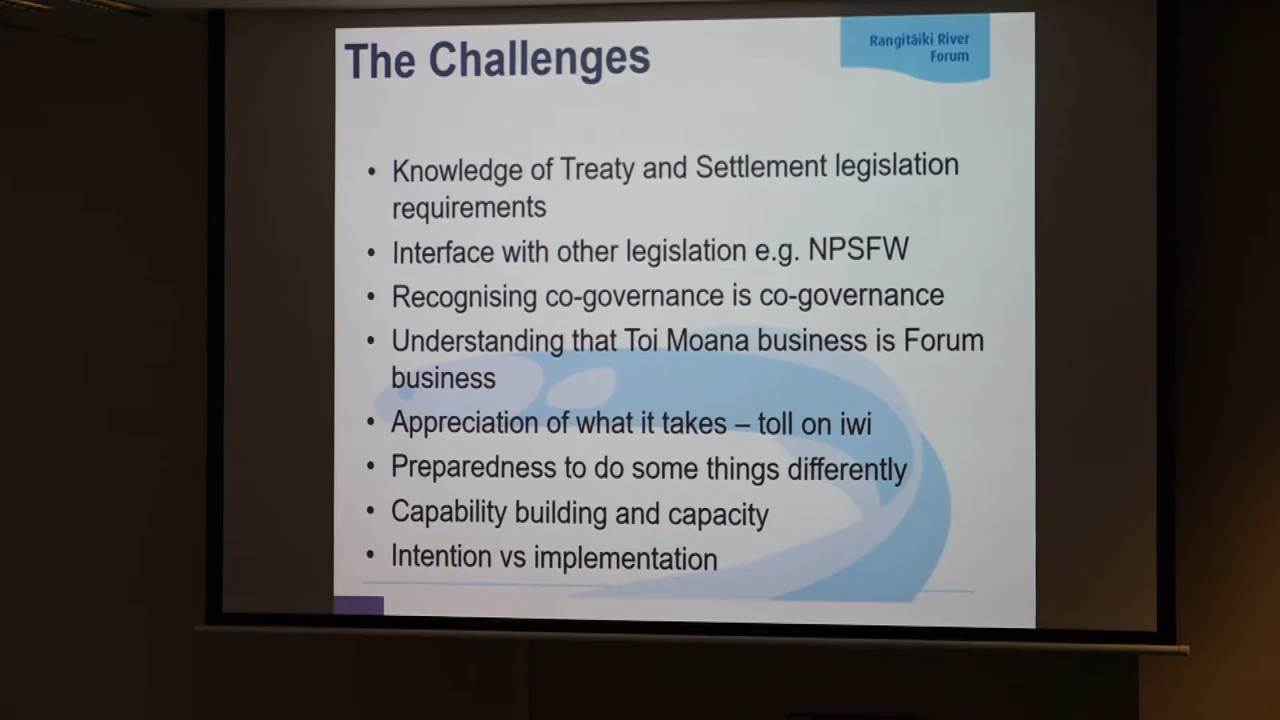 The Challenges
Rangitāiki River
Forum
• Knowledge of Treaty and Settlement legislation
requirements
• Interface with other legislation e.g. NPSFW
• Recognising co-governance is co-governance
• Understanding that Toi Moana business is Forum
business
• Appreciation of what it takes – toll on iwi
• Preparedness to do some things differently
• Capability building and capacity
• Intention vs implementation